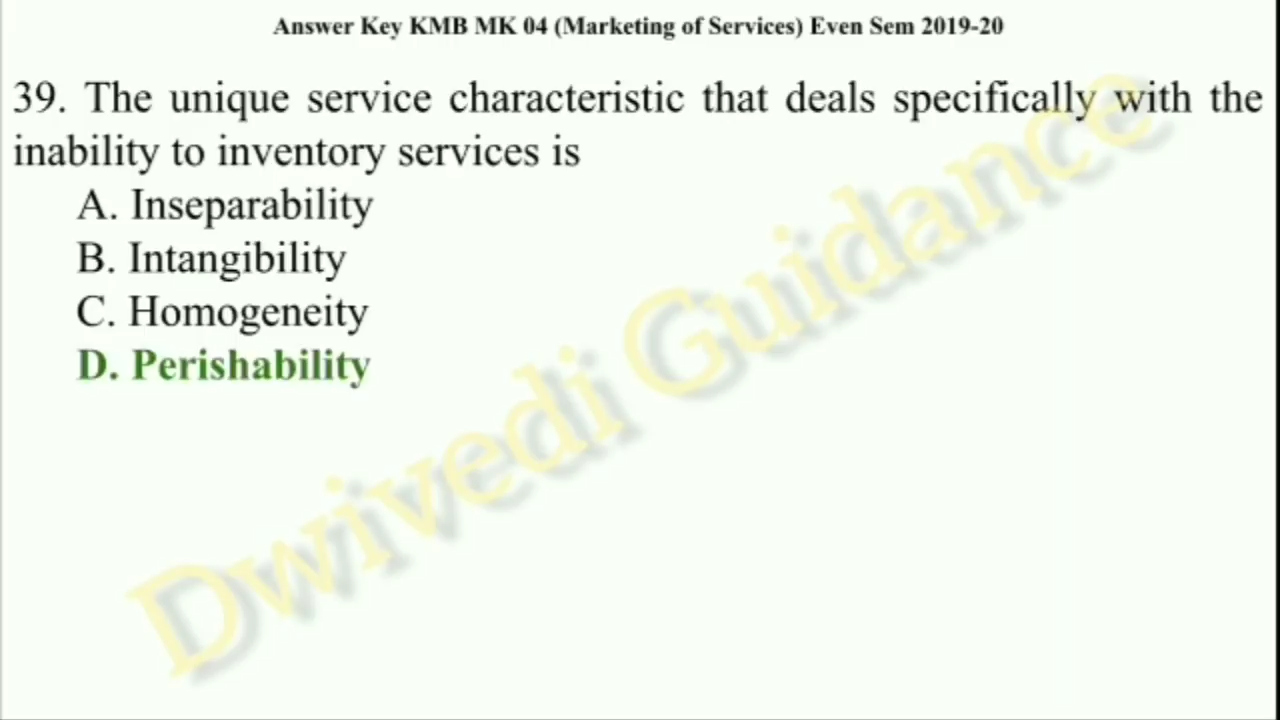 Answer Key KMB MK 04 (Marketing of Services) Even Sem 2019-20
39. The unique service characteristic that deals specifically with the
inability to inventory services is
A. Inseparability
B. Intangibility
C. Homogeneity
D. Perishability
Dwivedi Guidance